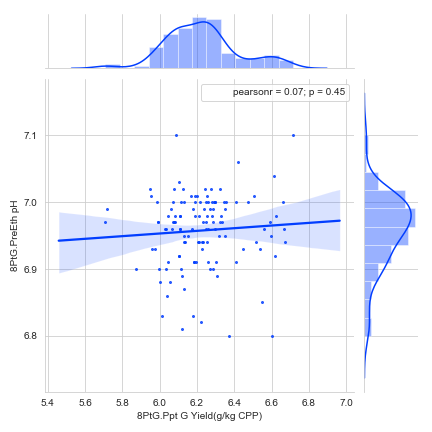 pearsonr = 0.07; p = 0.45
7.1
7.0
6.9
6.8
8PtG.PreEth pH
5.4 5.6 5.8 6.0 6.2 6.4 6.6 6.8 7.0
8PtG.Ppt G Yield(g/kg CPP)